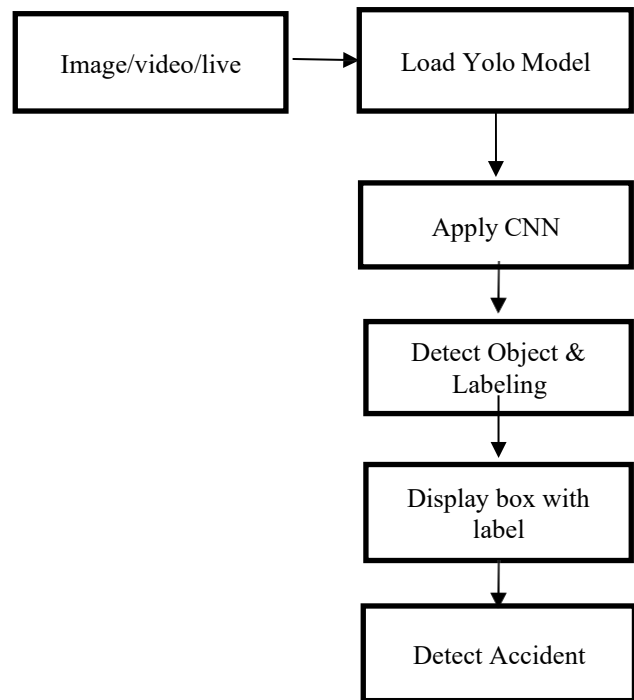 Image/video/live
Load Yolo Model
Apply CNN
Detect Object &
Labeling
Display box with
label
Detect Accident